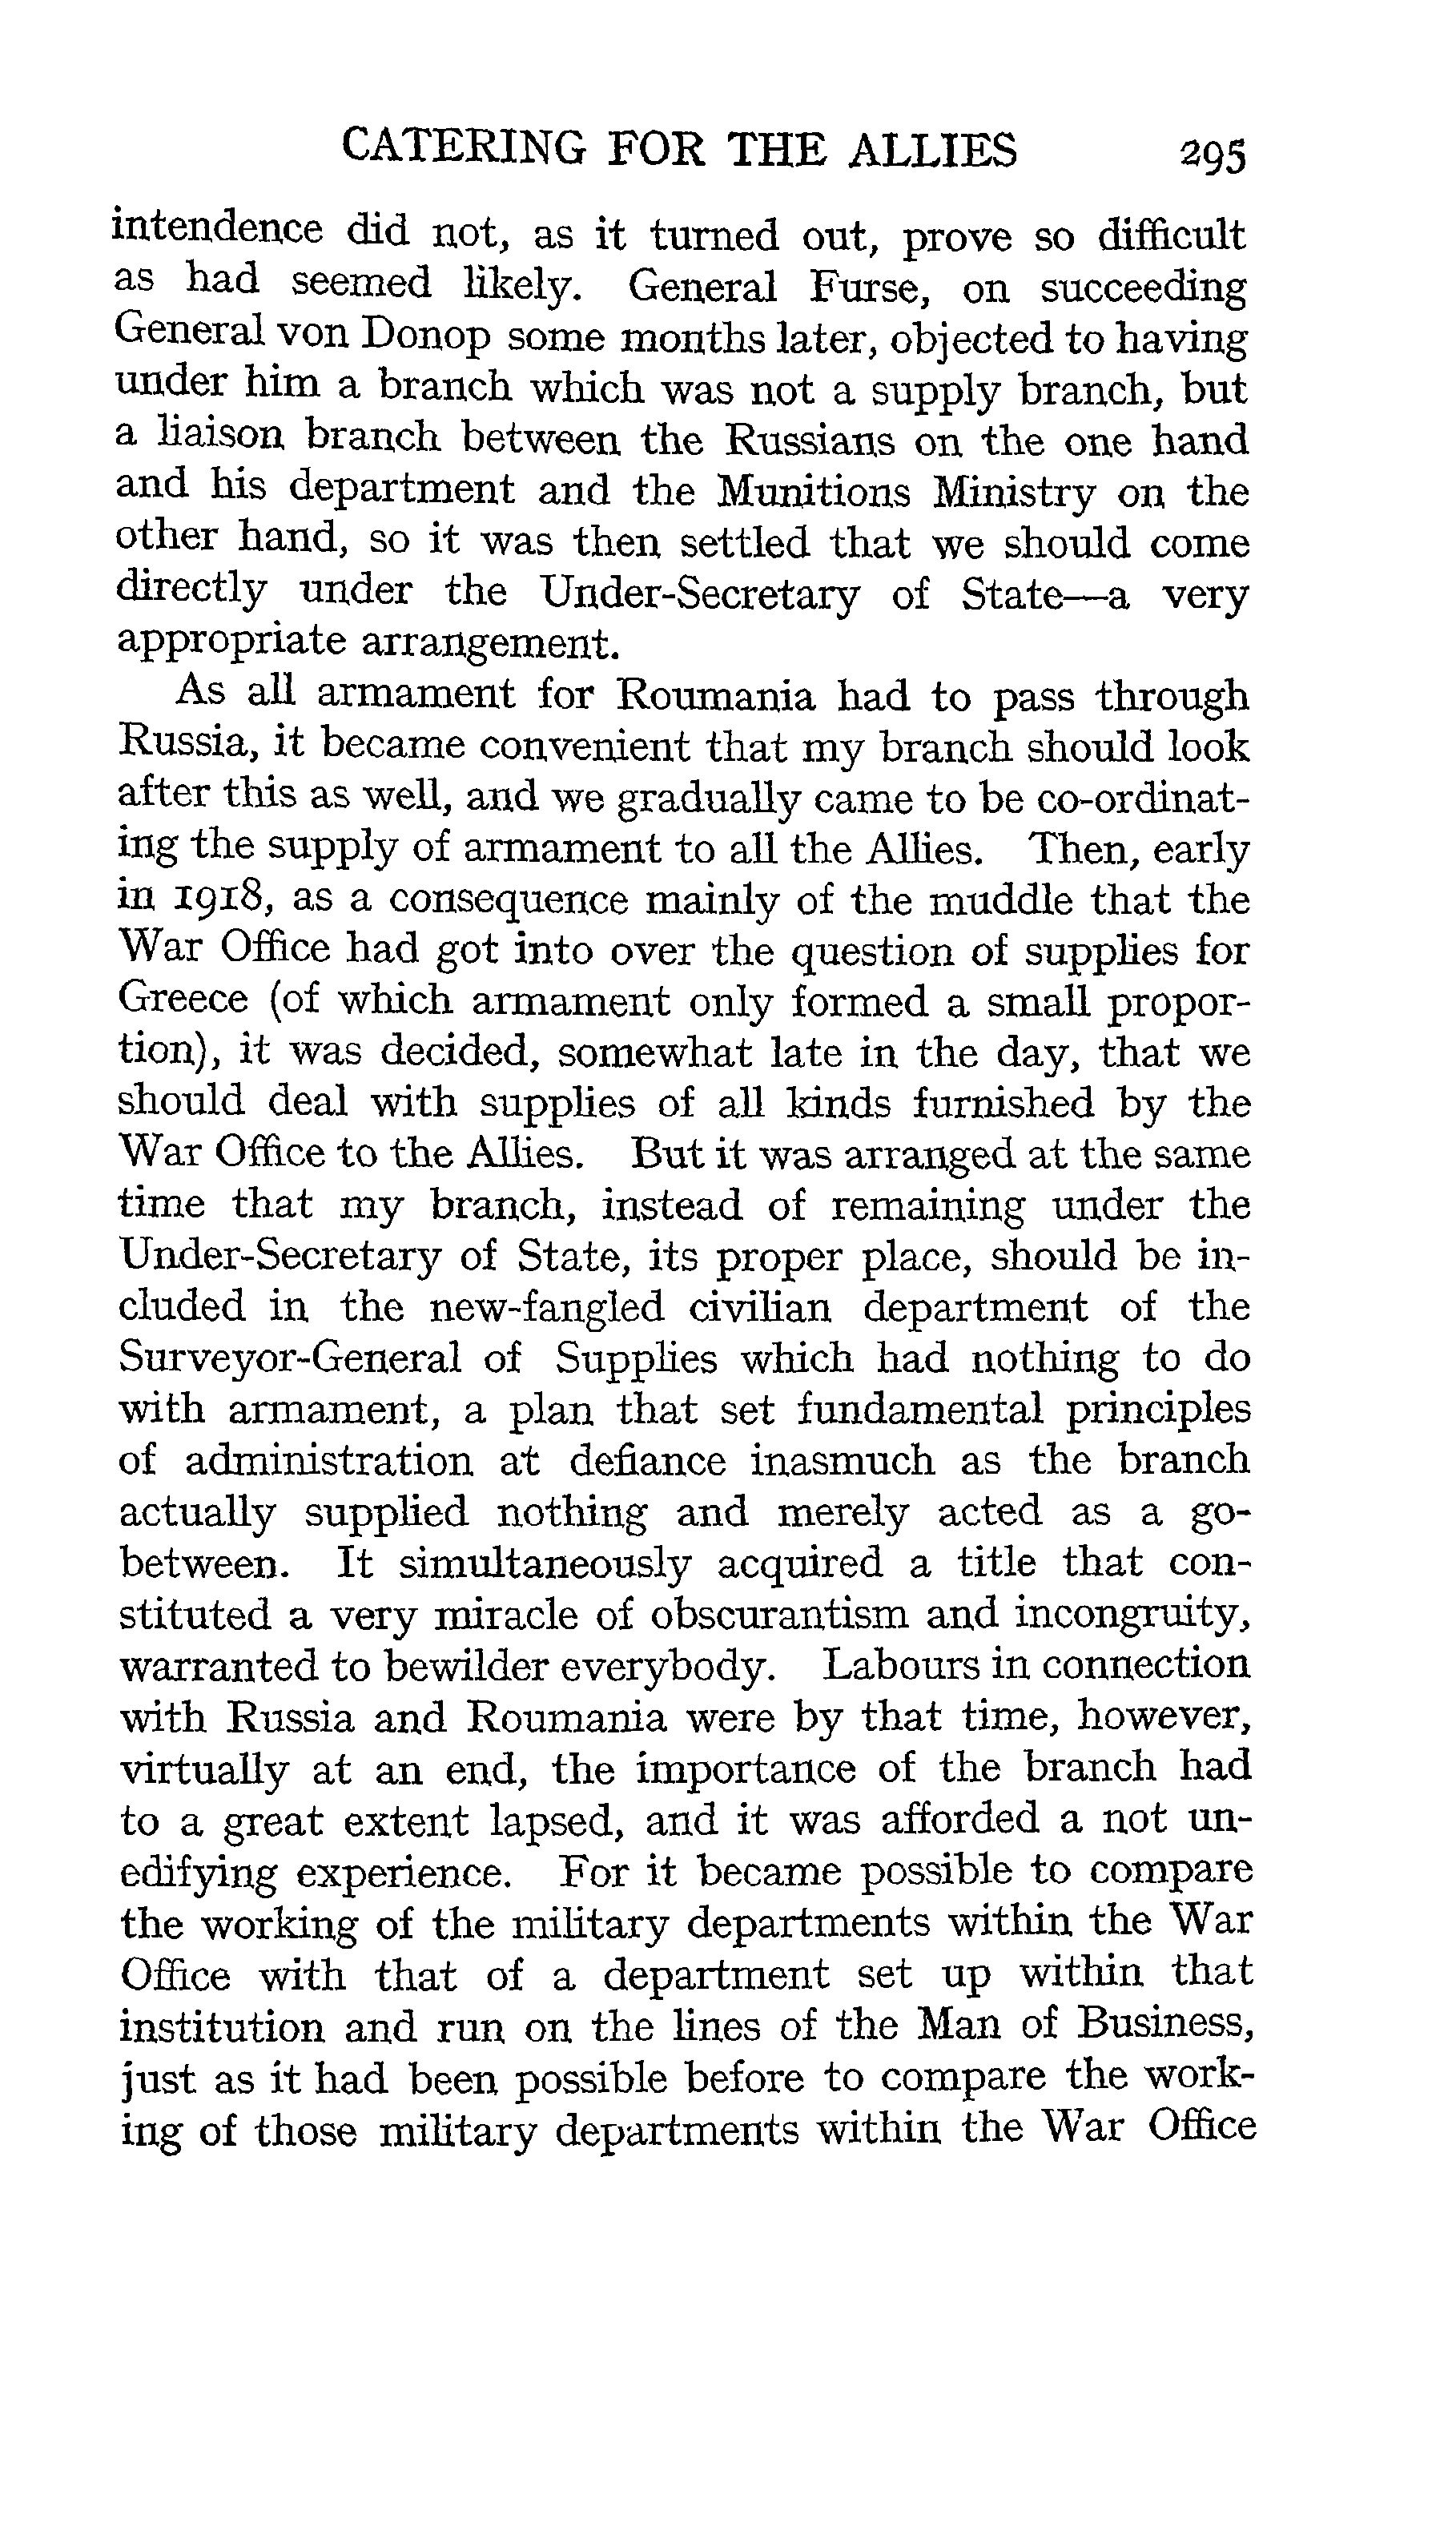 CATERING FOR THE ALLIES 295
intendence did not, as it turned out, prove so difficult
as had seemed likely. General Furse, on succeeding
General von Donop some months later, objected to having
under him a branch which was not a supply branch, but
a liaison branch between the Russians on the one hand
and his department and the Munitions Ministry on the
other hand, so it was then settled that we should come
directly under the Under-Secretary of State—a very
appropriate arrangement.
As all armament for Roumania had to pass through
Russia, it became convenient that my branch should look
after this as well, and we gradually came to be co-ordinat-
ing the supply of armament to all the Allies. Then, early
in 1918, as a consequence mainly of the muddle that the
War Office had got into over the question of supplies for
Greece (of which armament only formed a small propor-
tion), it was decided, somewhat late in the day, that we
should deal with supplies of all kinds furnished by the
War Office to the Allies. But it was arranged at the same
time that my branch, instead of remaining under the
Under-Secretary of State, its proper place, should be in-
cluded in the new-fangled civilian department of the
Surveyor-General of Supplies which had nothing to do
with armament, a plan that set fundamental principles
of administration at defiance inasmuch as the branch
actually supplied nothing and merely acted as a go-
between. It simultaneously acquired a title that con-
stituted a very miracle of obscurantism and incongruity,
warranted to bewilder everybody. Labours in connection
with Russia and Roumania were by that time, however,
virtually at an end, the importance of the branch had
to a great extent lapsed, and it was afforded a not un-
edifying experience. For it became possible to compare
the working of the military departments within the War
Office with that of a department set up within that
institution and run on the lines of the Man of Business,
just as it had been possible before to compare the work-
ing of those military departments within the War Office